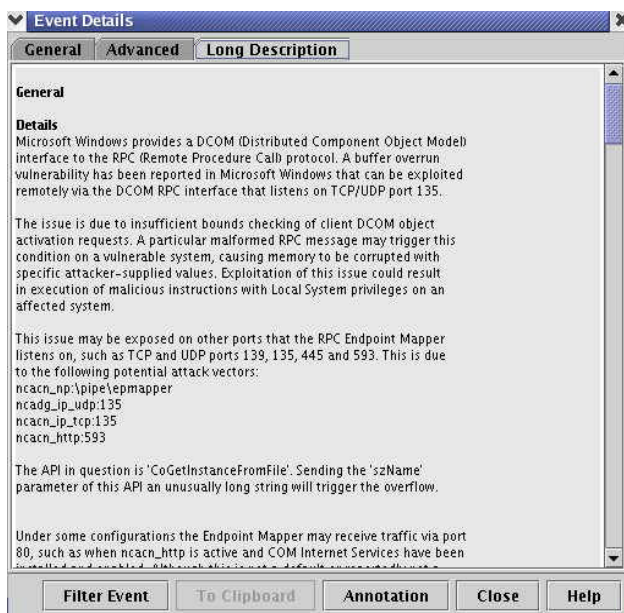 Event Details
General Advanced Long Description
General
Details
Microsoft Windows provides a DCOM (Distributed Component Object Model)
interface to the RPC (Remote Procedure Call) protocol. A buffer overrun
vulnerability has been reported in Microsoft Windows that can be exploited
remotely via the DCOM RPC interface that listens on TCP/UDP port 135.
The issue is due to insufficient bounds checking of client DCOM object
activation requests. A particular malformed RPC message may trigger this
condition on a vulnerable system, causing memory to be corrupted with
specific attacker-supplied values. Exploitation of this issue could result
in execution of malicious instructions with Local System privileges on an
affected system.
This issue may be exposed on other ports that the RPC Endpoint Mapper
listens on, such as TCP and UDP ports 139, 135, 445 and 593. This is due
to the following potential attack vectors:
ncacn_np:\pipe\epmapper
ncadg_ip_udp:135
ncacn_ip_tcp:135
ncacn_http:593
The API in question is 'CoGetInstanceFromFile'. Sending the 'szName'
parameter of this API an unusually long string will trigger the overflow.
Under some configurations the Endpoint Mapper may receive traffic via port
80, such as when ncacn_http is active and COM Internet Services have been
Filter Event To Clipboard Annotation Close Help